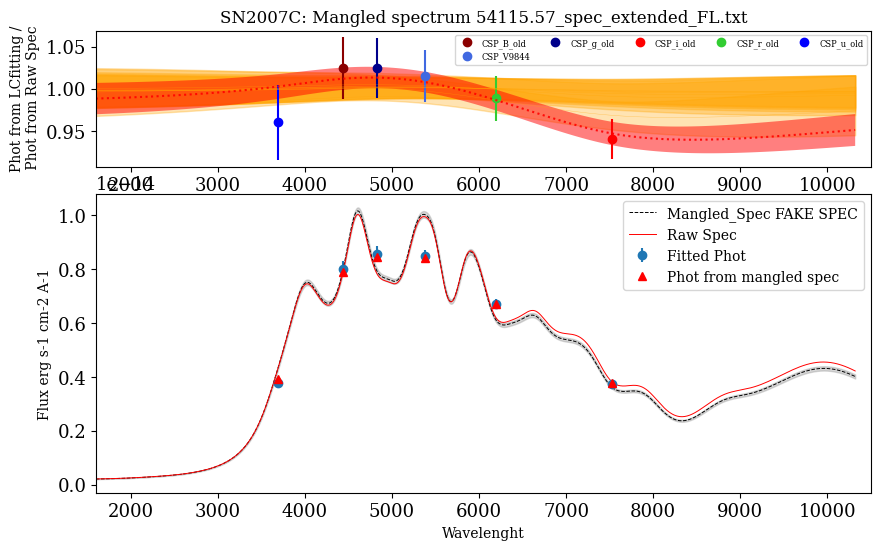 SN2007C: Mangled spectrum 54115.57_spec_extended_FL.txt
Phot from LCfitting /
Phot from Raw Spec
1.05
1.00
0.95
CSP_B_old
CSP_g_old
CSP_i_old
CSP_r_old
CSP_u_old
CSP_V9844
2000 3000 4000 5000 6000 7000 8000 9000 10000
1e−14
Flux erg s-1 cm-2 A-1
1.0
0.8
0.6
0.4
0.2
0.0
Mangled_Spec FAKE SPEC
Raw Spec
Fitted Phot
Phot from mangled spec
2000 3000 4000 5000 6000 7000 8000 9000 10000
Wavelenght